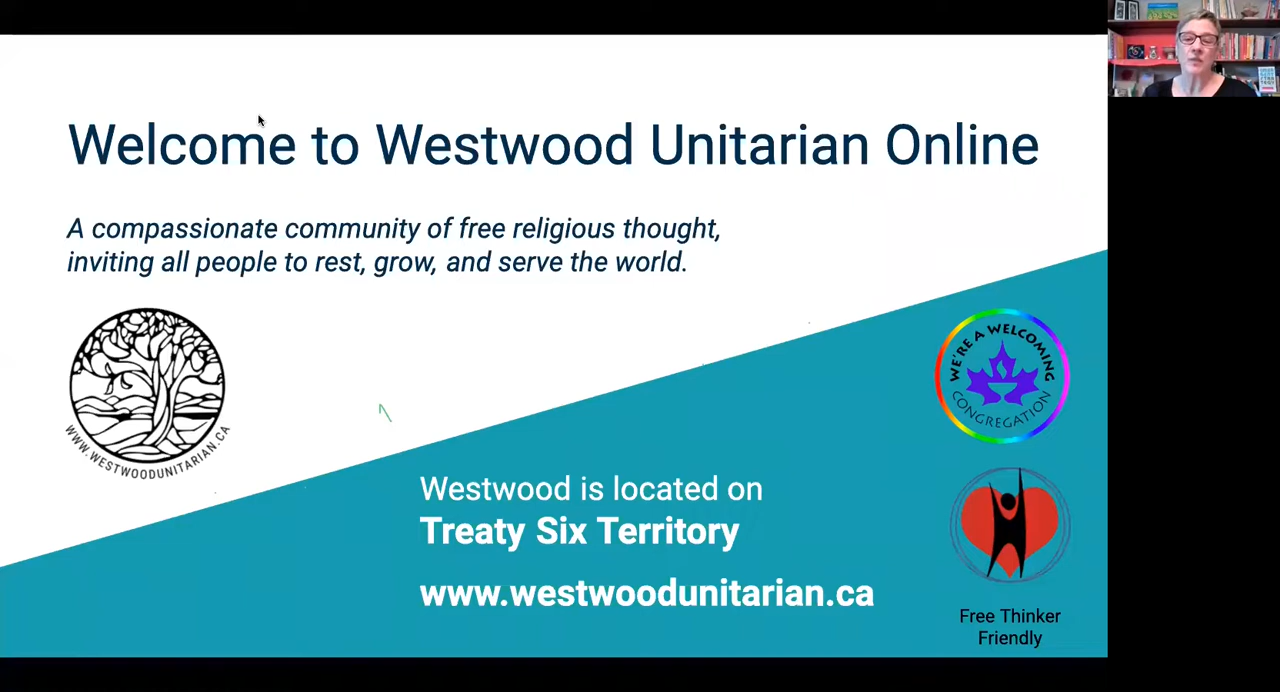 Welcome to Westwood Unitarian Online
A compassionate community of free religious thought,
inviting all people to rest, grow, and serve the world.
WWW.WESTWOODUNITARIAN.CA
WE'RE A WELCOMING
CONGREGATION
Westwood is located on
Treaty Six Territory
www.westwoodunitarian.ca
Free Thinker
Friendly